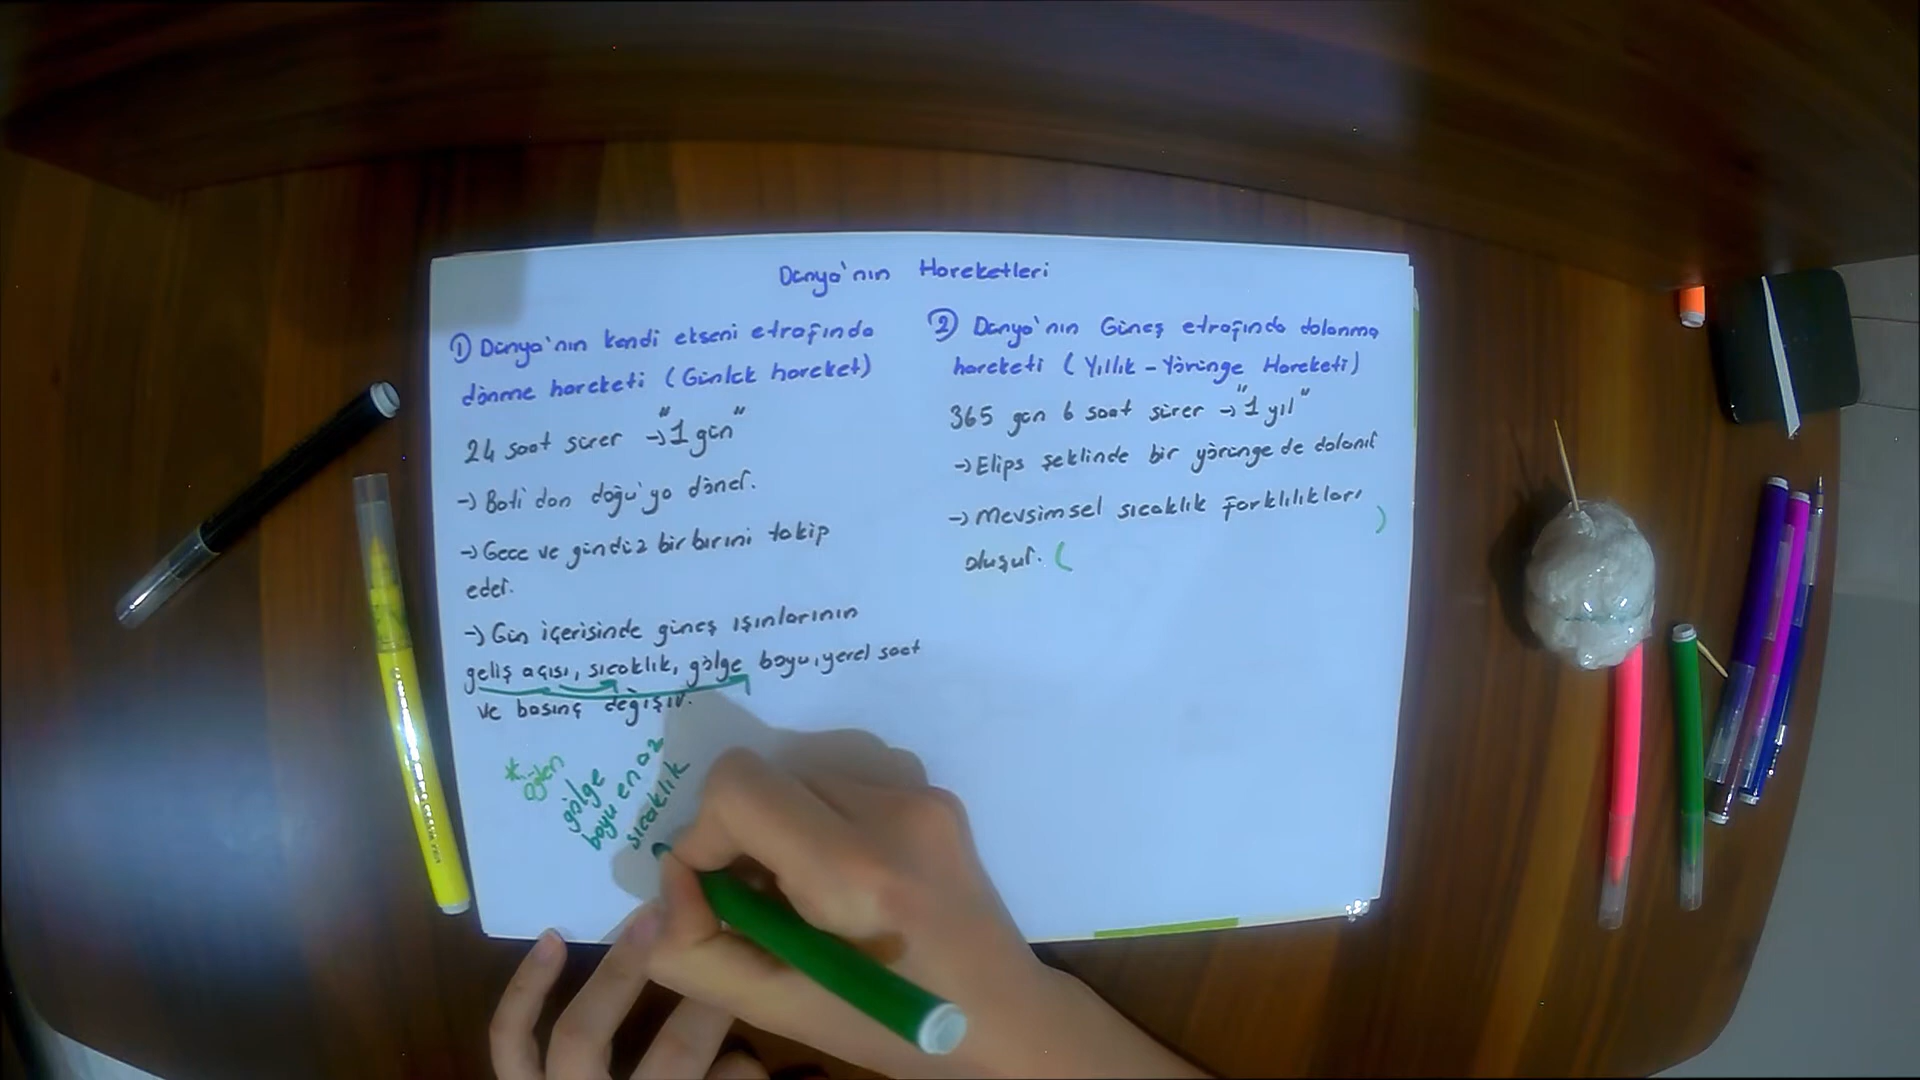 Dünya'nın Hareketleri
① Dünya'nın kendi ekseni etrafında
dönme hareketi (Günlük hareket)
24 saat sürer → "1 gün"
→ Batı'dan doğu'ya döner.
→ Gece ve gündüz birbirini takip
eder.
→ Gün içerisinde güneş ışınlarının
geliş açısı, sıcaklık, gölge boyu, yerel saat
ve basınç değişir.
* öğlen
gölge
boyu en az
sıcaklık
② Dünya'nın Güneş etrafında dolanma
hareketi (Yıllık - Yörünge Hareketi)
365 gün 6 saat sürer → "1 yıl"
→ Elips şeklinde bir yörünge de dolanır
→ Mevsimsel sıcaklık farklılıkları )
oluşur. (